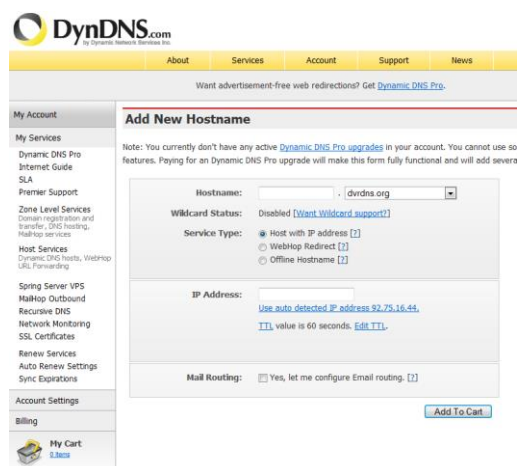 DynDNS.com
by Dynamic Network Services Inc.
About Services Account Support News
Want advertisement-free web redirections? Get Dynamic DNS Pro.
My Account
My Services
Dynamic DNS Pro
Internet Guide
SLA
Premier Support
Zone Level Services
Domain registration and
transfer, DNS hosting,
MailHop services
Host Services
Dynamic DNS hosts, WebHop
URL Forwarding
Spring Server VPS
MailHop Outbound
Recursive DNS
Network Monitoring
SSL Certificates
Renew Services
Auto Renew Settings
Sync Expirations
Account Settings
Billing
My Cart
0 items
Add New Hostname
Note: You currently don't have any active Dynamic DNS Pro upgrades in your account. You cannot use so
features. Paying for an Dynamic DNS Pro upgrade will make this form fully functional and will add severa
Hostname: . dvrdns.org
Wildcard Status: Disabled [Want Wildcard support?]
Service Type: Host with IP address [?]
WebHop Redirect [?]
Offline Hostname [?]
IP Address:
Use auto detected IP address 92.75.16.44.
TTL value is 60 seconds. Edit TTL.
Mail Routing: Yes, let me configure Email routing. [?]
Add To Cart